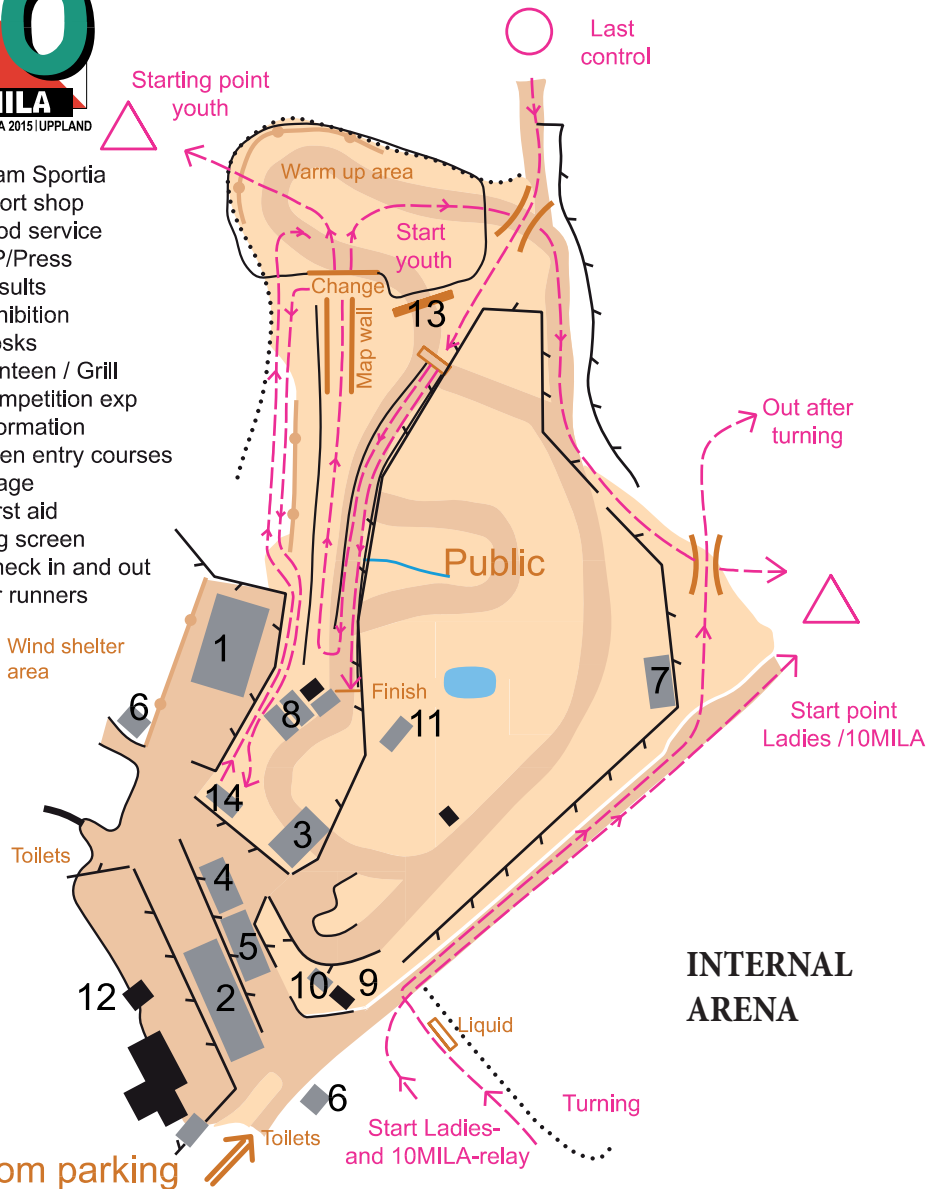 0
MILA
A 2015 | UPPLAND
Last
control
Starting point
youth
am Sportia
ort shop
od service
P/Press
sults
hibition
osks
nteen / Grill
ompetition exp
ormation
en entry courses
age
rst aid
g screen
heck in and out
r runners
Warm up area
Start
youth
Change
Map wall
13
Out after
turning
Public
Wind shelter
area
1
6
8
Finish
11
7
Start point
Ladies /10MILA
14
3
Toilets
4
5
2
12
10
9
INTERNAL
ARENA
Liquid
6
Turning
Start Ladies-
and 10MILA-relay
Toilets
om parking